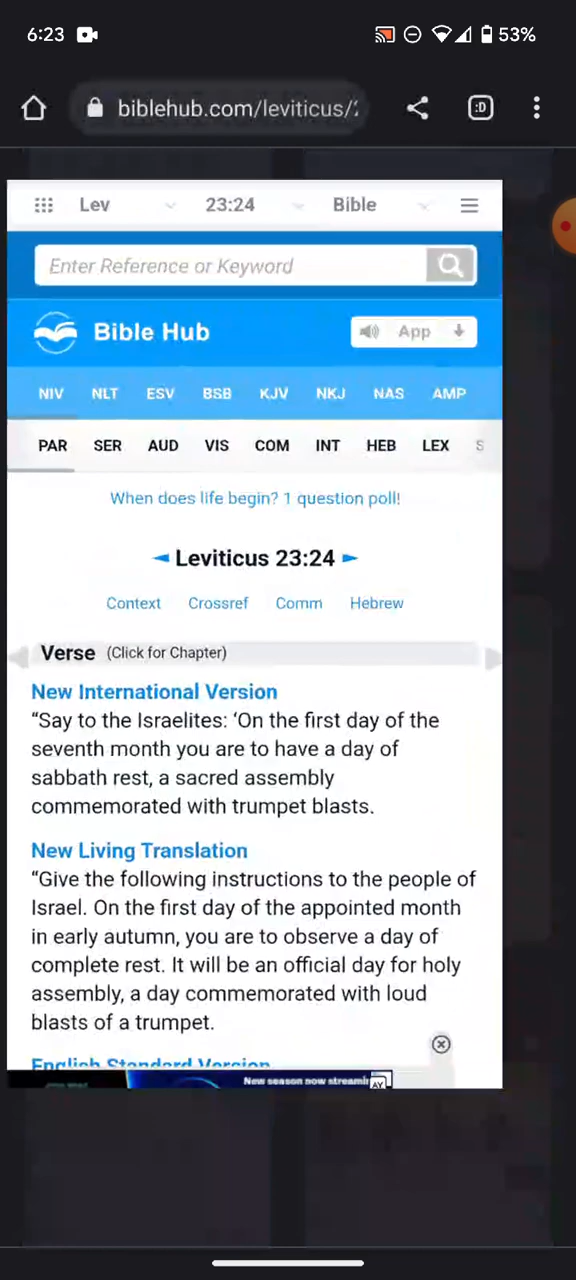 6:23 53%
biblehub.com/leviticus/2
:D
Lev 23:24 Bible
Enter Reference or Keyword
Bible Hub App
NIV NLT ESV BSB KJV NKJ NAS AMP
PAR SER AUD VIS COM INT HEB LEX S
When does life begin? 1 question poll!
Leviticus 23:24
Context Crossref Comm Hebrew
Verse (Click for Chapter)
New International Version
“Say to the Israelites: ‘On the first day of the
seventh month you are to have a day of
sabbath rest, a sacred assembly
commemorated with trumpet blasts.
New Living Translation
“Give the following instructions to the people of
Israel. On the first day of the appointed month
in early autumn, you are to observe a day of
complete rest. It will be an official day for holy
assembly, a day commemorated with loud
blasts of a trumpet.
English Standard Version
New season now streami